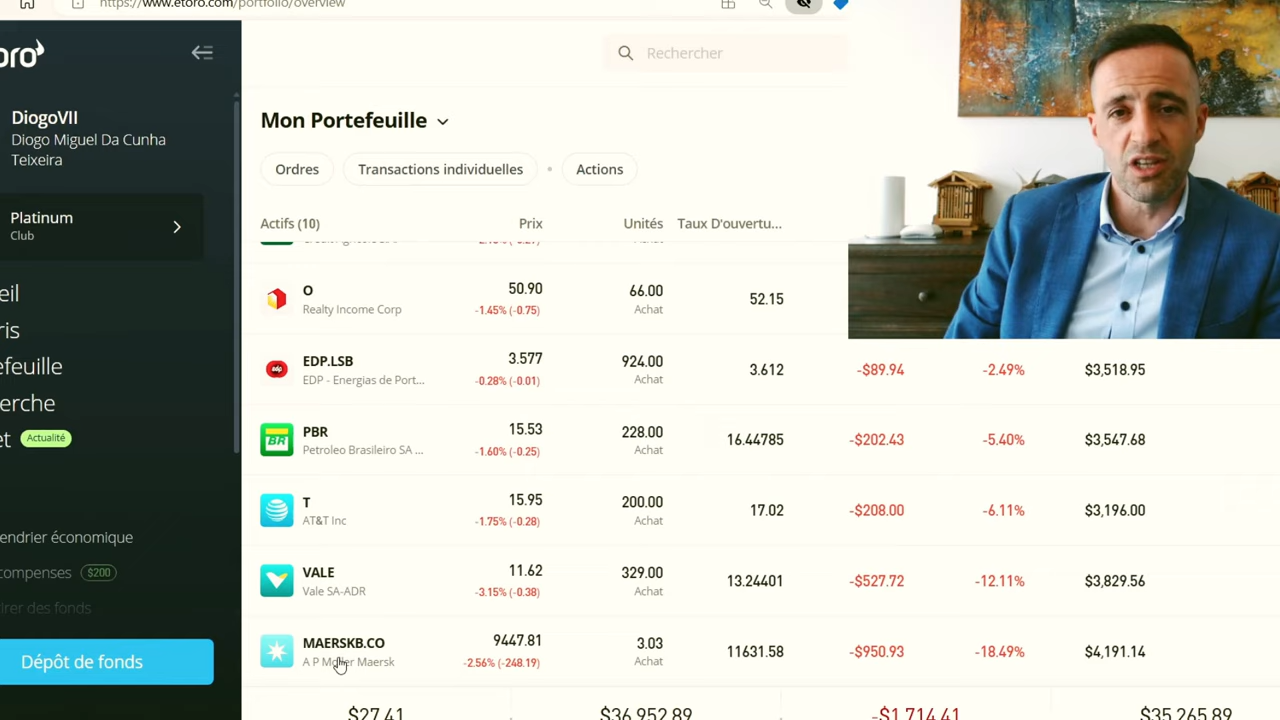 https://www.etoro.com/portfolio/overview
oro
Rechercher
DiogoVII
Diogo Miguel Da Cunha
Teixeira
Platinum
Club
eil
ris
efeuille
erche
et Actualité
endrier économique
compenses $200
irer des fonds
Dépôt de fonds
Mon Portefeuille
Ordres Transactions individuelles Actions
Actifs (10) Prix Unités Taux D'ouvertu...
O 50.90 66.00 52.15
Realty Income Corp -1.45% (-0.75) Achat
EDP.LSB 3.577 924.00 3.612 -$89.94 -2.49% $3,518.95
EDP - Energias de Port... -0.28% (-0.01) Achat
PBR 15.53 228.00 16.44785 -$202.43 -5.40% $3,547.68
Petroleo Brasileiro SA ... -1.60% (-0.25) Achat
T 15.95 200.00 17.02 -$208.00 -6.11% $3,196.00
AT&T Inc -1.75% (-0.28) Achat
VALE 11.62 329.00 13.24401 -$527.72 -12.11% $3,829.56
Vale SA-ADR -3.15% (-0.38) Achat
MAERSKB.CO 9447.81 3.03 11631.58 -$950.93 -18.49% $4,191.14
A P Moller Maersk -2.56% (-248.19) Achat
$27.41 $36,952.89 -$1,714.41 $35,265.89